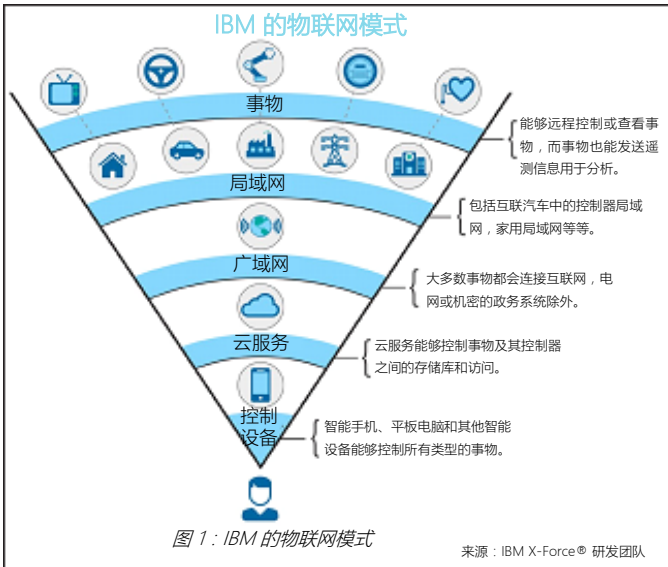 IBM 的物联网模式
事物
能够远程控制或查看事
物，而事物也能发送遥
测信息用于分析。
局域网
包括互联汽车中的控制器局域
网，家用局域网等等。
广域网
大多数事物都会连接互联网，电
网或机密的政务系统除外。
云服务
云服务能够控制事物及其控制器
之间的存储库和访问。
控制
设备
智能手机、平板电脑和其他智能
设备能够控制所有类型的事物。
图 1：IBM 的物联网模式
来源：IBM X-Force® 研发团队